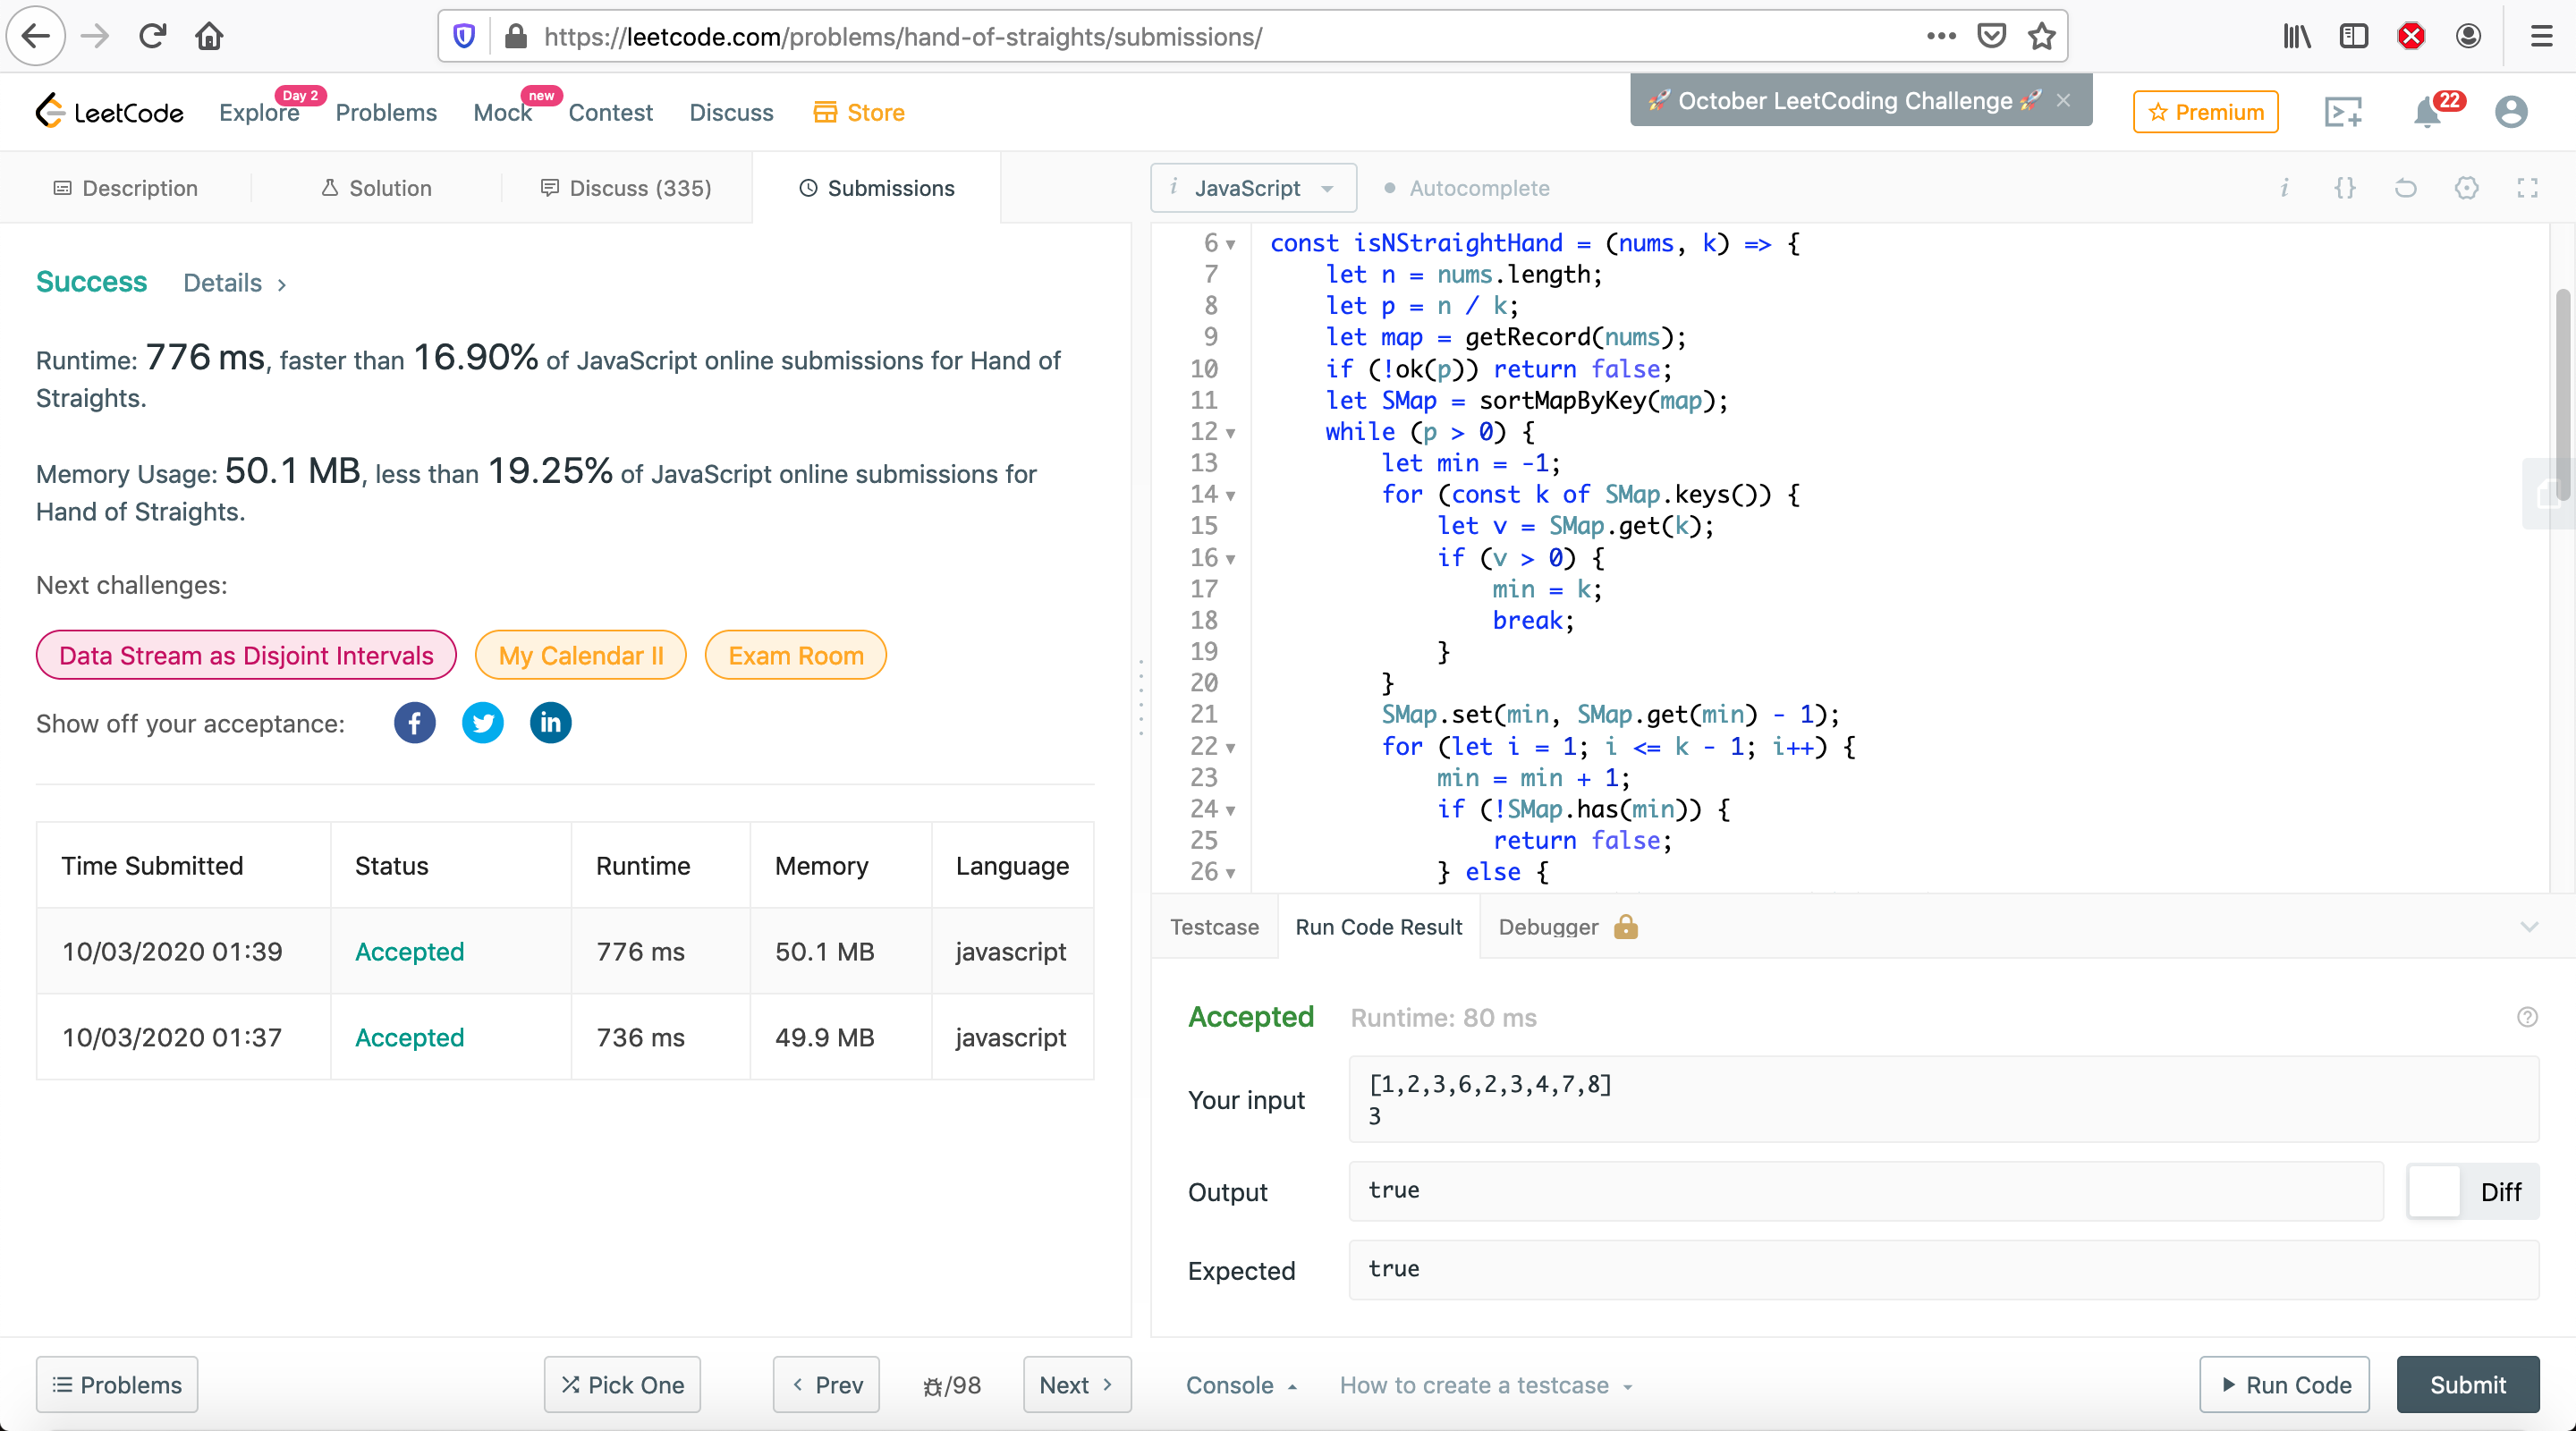 https://leetcode.com/problems/hand-of-straights/submissions/
LeetCode
Explore Day 2 Problems Mock new Contest Discuss Store
🚀 October LeetCoding Challenge 🚀 ×
Premium 22
Description Solution Discuss (335) Submissions
i JavaScript Autocomplete i {}
Success Details >
Runtime: 776 ms, faster than 16.90% of JavaScript online submissions for Hand of
Straights.
Memory Usage: 50.1 MB, less than 19.25% of JavaScript online submissions for
Hand of Straights.
Next challenges:
Data Stream as Disjoint Intervals My Calendar II Exam Room
Show off your acceptance: f in
Time Submitted Status Runtime Memory Language
10/03/2020 01:39 Accepted 776 ms 50.1 MB javascript
10/03/2020 01:37 Accepted 736 ms 49.9 MB javascript
6 const isNStraightHand = (nums, k) => {
7 let n = nums.length;
8 let p = n / k;
9 let map = getRecord(nums);
10 if (!ok(p)) return false;
11 let SMap = sortMapByKey(map);
12 while (p > 0) {
13 let min = -1;
14 for (const k of SMap.keys()) {
15 let v = SMap.get(k);
16 if (v > 0) {
17 min = k;
18 break;
19 }
20 }
21 SMap.set(min, SMap.get(min) - 1);
22 for (let i = 1; i <= k - 1; i++) {
23 min = min + 1;
24 if (!SMap.has(min)) {
25 return false;
26 } else {
Testcase Run Code Result Debugger
Accepted Runtime: 80 ms
Your input
[1,2,3,6,2,3,4,7,8]
3
Output true Diff
Expected true
Problems Pick One < Prev /98 Next >
Console How to create a testcase Run Code Submit